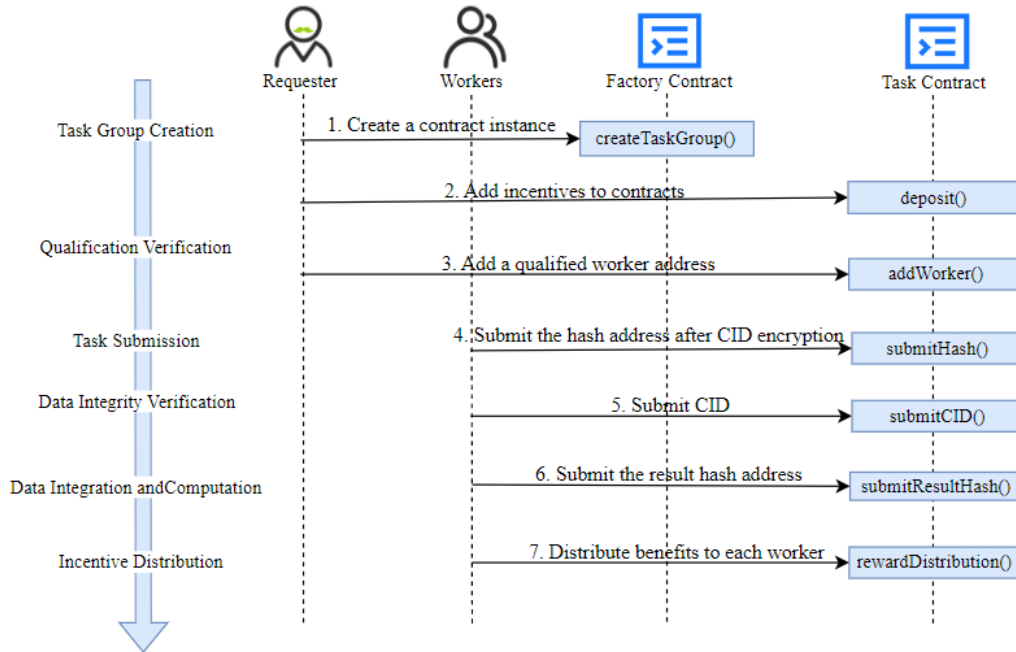 Requester
Workers
Factory Contract
Task Contract
Task Group Creation
1. Create a contract instance
createTaskGroup()
2. Add incentives to contracts
deposit()
Qualification Verification
3. Add a qualified worker address
addWorker()
Task Submission
4. Submit the hash address after CID encryption
submitHash()
Data Integrity Verification
5. Submit CID
submitCID()
Data Integration andComputation
6. Submit the result hash address
submitResultHash()
Incentive Distribution
7. Distribute benefits to each worker
rewardDistribution()